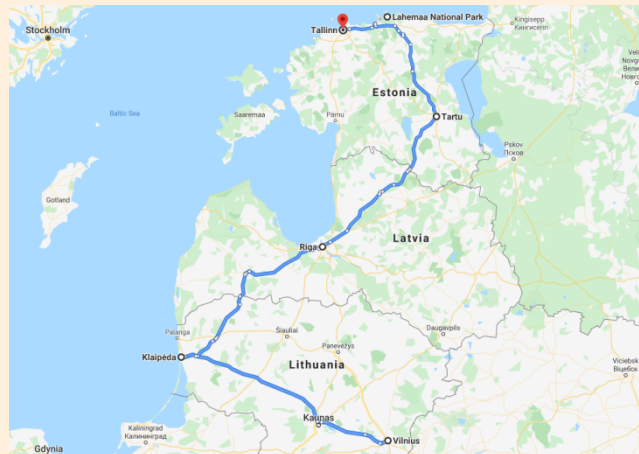 Stockholm
Tallinn
Lahemaa National Park
Kingisepp
Кингисепп
Estonia
Baltic Sea
Saaremaa
Pärnu
Tartu
Pskov
Псков
Gotland
Riga
Latvia
Palanga
Šiauliai
Daugavpils
Panevėžys
Klaipėda
Lithuania
Kaunas
Kaliningrad
Калининград
Vilnius
Gdynia